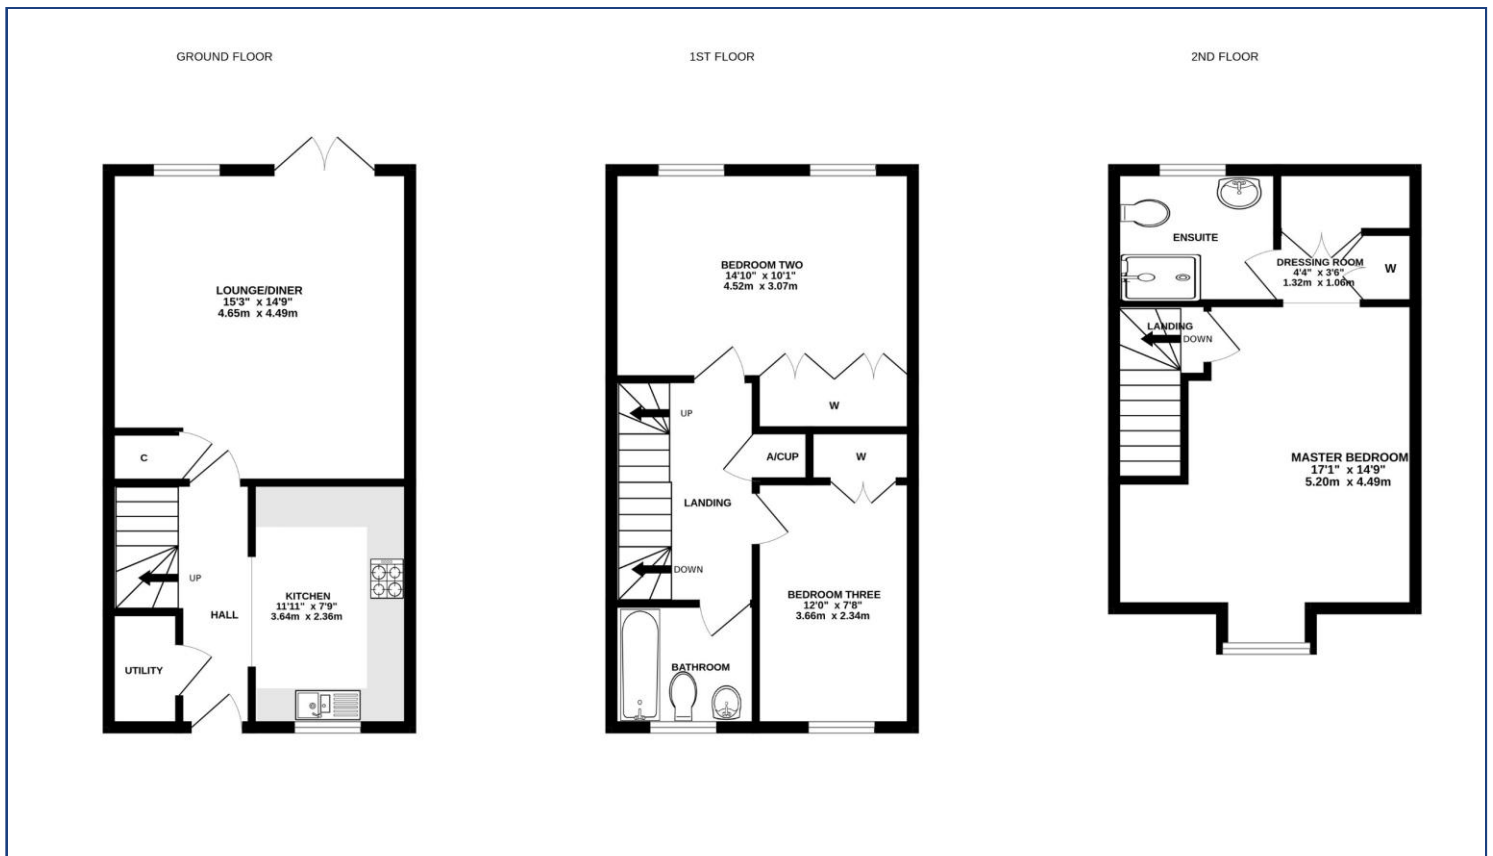 GROUND FLOOR
LOUNGE/DINER
15'3" x 14'9"
4.65m x 4.49m
C
UP
HALL
KITCHEN
11'11" x 7'9"
3.64m x 2.36m
UTILITY
1ST FLOOR
BEDROOM TWO
14'10" x 10'1"
4.52m x 3.07m
UP
W
A/CUP
W
LANDING
DOWN
BEDROOM THREE
12'0" x 7'8"
3.66m x 2.34m
BATHROOM
2ND FLOOR
ENSUITE
DRESSING ROOM
4'4" x 3'6"
1.32m x 1.06m
W
LANDING
DOWN
MASTER BEDROOM
17'1" x 14'9"
5.20m x 4.49m